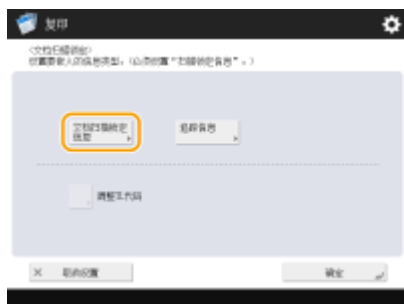 复印
<文档扫描锁定>
设置要嵌入的信息类型。(必须设置“扫描锁定信息”。)
文档扫描锁定
信息
追踪信息
调整二代码
取消设置
确定